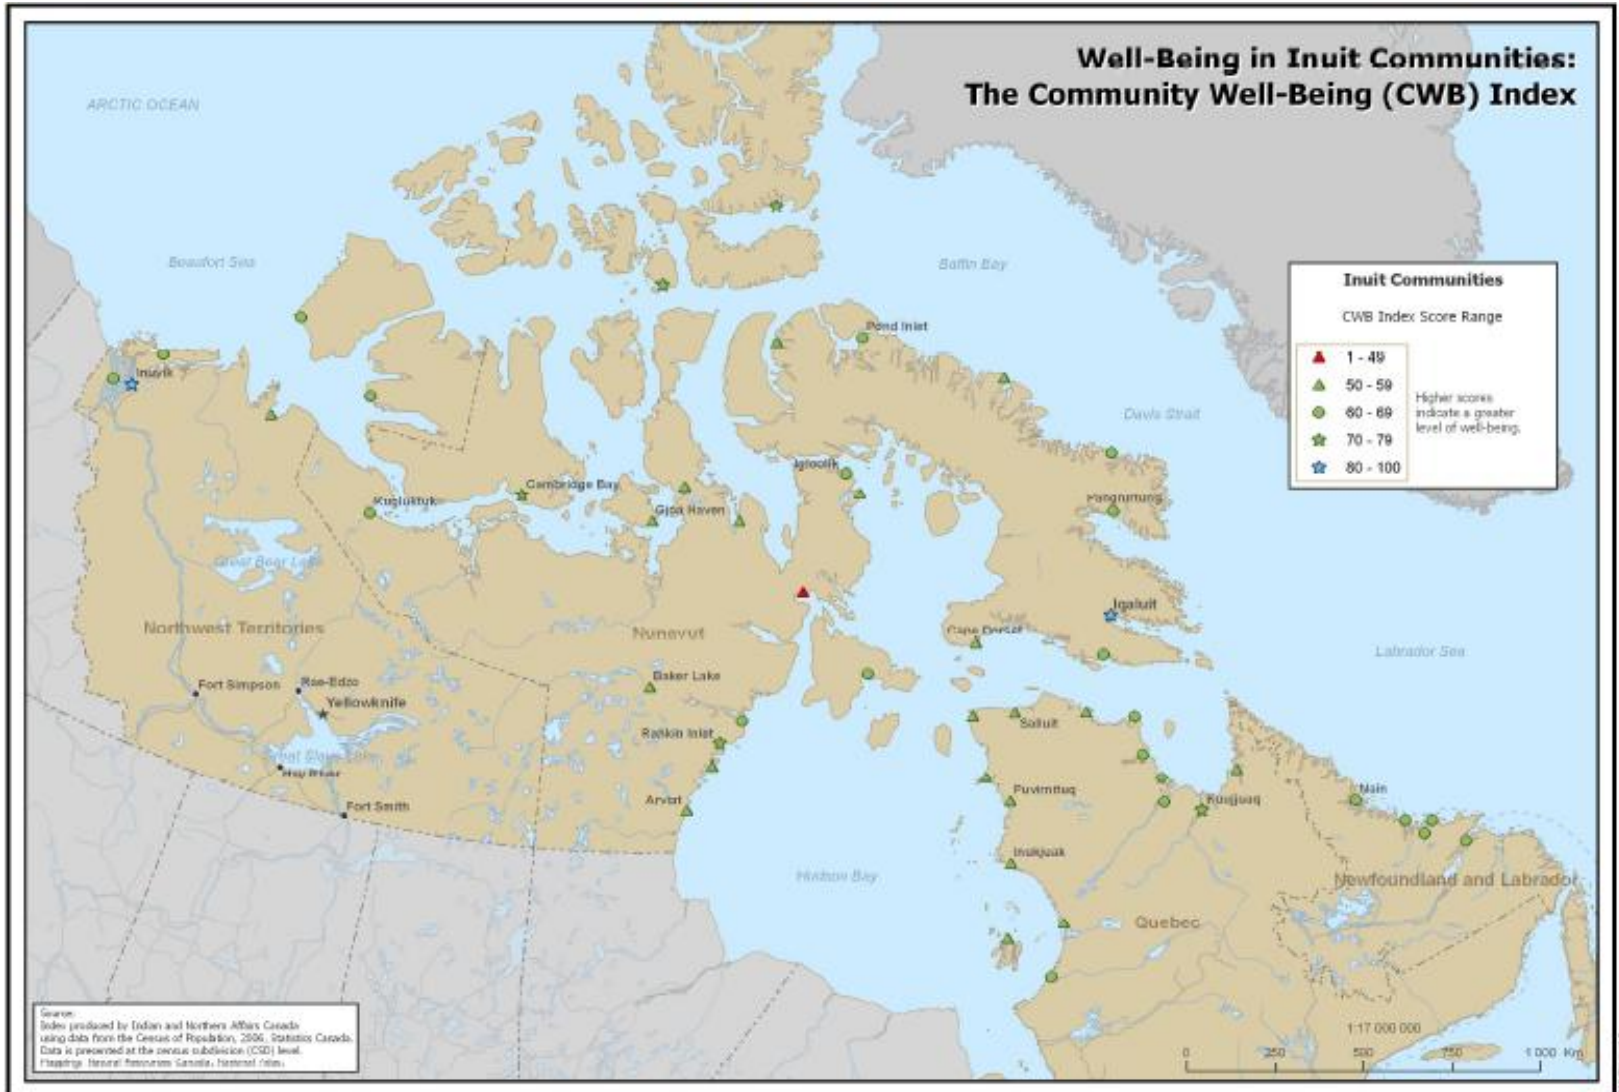 Well-Being in Inuit Communities:
The Community Well-Being (CWB) Index
ARCTIC OCEAN
Beaufort Sea
Baffin Bay
Inuit Communities
CWB Index Score Range
1 - 49
50 - 59
60 - 69
70 - 79
80 - 100
Higher scores
indicate a greater
level of well-being.
Pond Inlet
Inuvik
Davis Strait
Igloolik
Cambridge Bay
Kugluktuk
Gjoa Haven
Pangnirtung
Great Bear Lake
Iqaluit
Northwest Territories
Nunavut
Cape Dorset
Labrador Sea
Baker Lake
Fort Simpson
Rae-Edzo
Yellowknife
Rankin Inlet
Salluit
Great Slave Lake
Hay River
Fort Smith
Arviat
Puvirnituq
Kuujjuaq
Nain
Inukjuak
Hudson Bay
Newfoundland and Labrador
Quebec
Source:
Index produced by Indian and Northern Affairs Canada
using data from the Census of Population, 2006, Statistics Canada.
Data is presented at the census subdivision (CSD) level.
Mapping: Natural Resources Canada, National Atlas.
1:17 000 000
0 250 500 750 1 000 Km